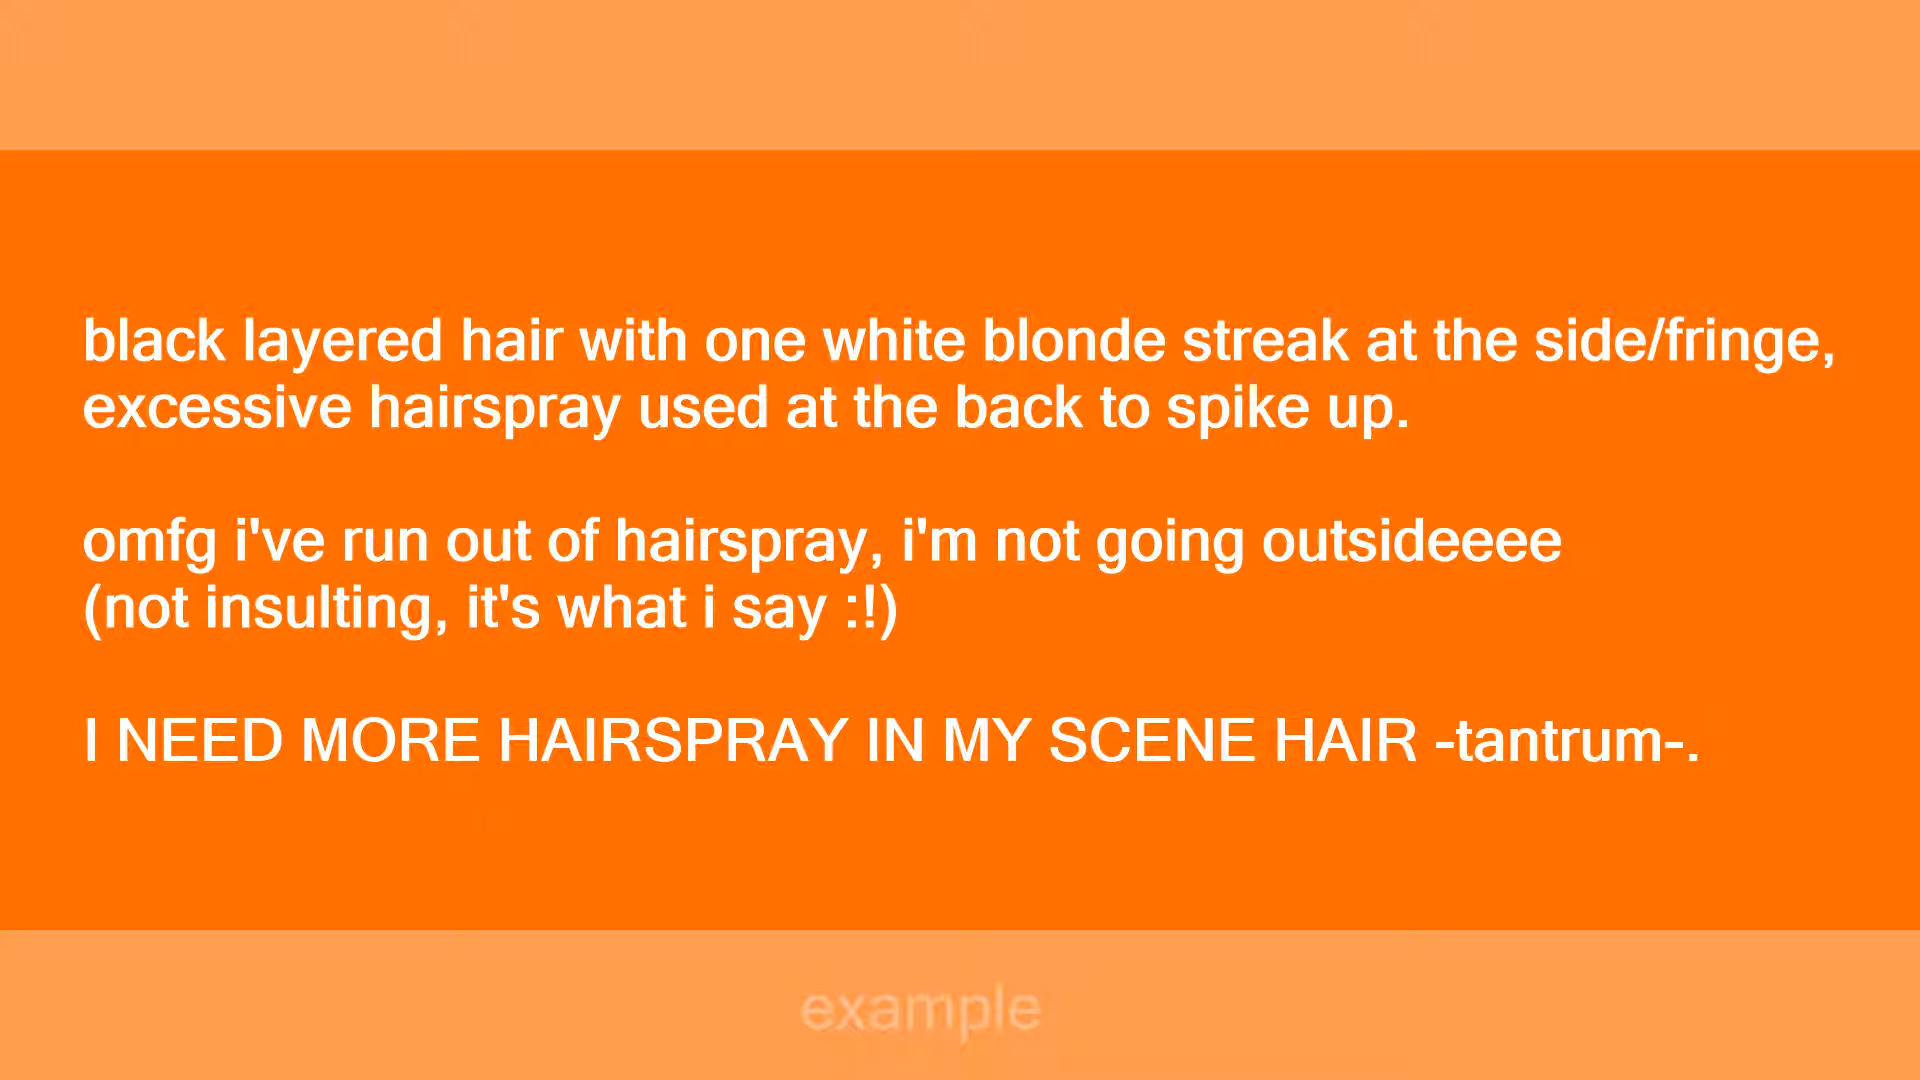 black layered hair with one white blonde streak at the side/fringe,
excessive hairspray used at the back to spike up.
omfg i've run out of hairspray, i'm not going outsideeeee
(not insulting, it's what i say :!)
I NEED MORE HAIRSPRAY IN MY SCENE HAIR -tantrum-.
example